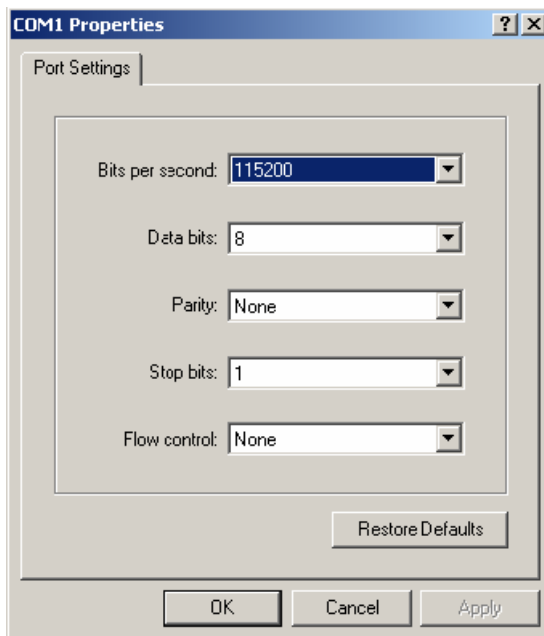 COM1 Properties
Port Settings
Bits per second: 115200
Data bits: 8
Parity: None
Stop bits: 1
Flow control: None
Restore Defaults
OK Cancel Apply